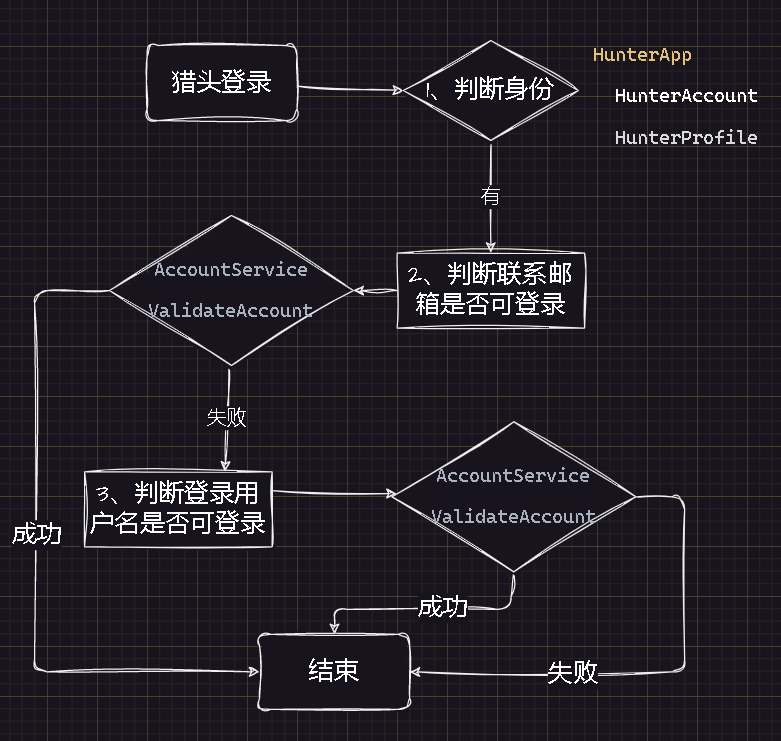 猎头登录
1、判断身份
HunterApp
HunterAccount
HunterProfile
有
2、判断联系邮
箱是否可登录
AccountService
ValidateAccount
失败
3、判断登录用
户名是否可登录
AccountService
ValidateAccount
成功
成功
失败
结束